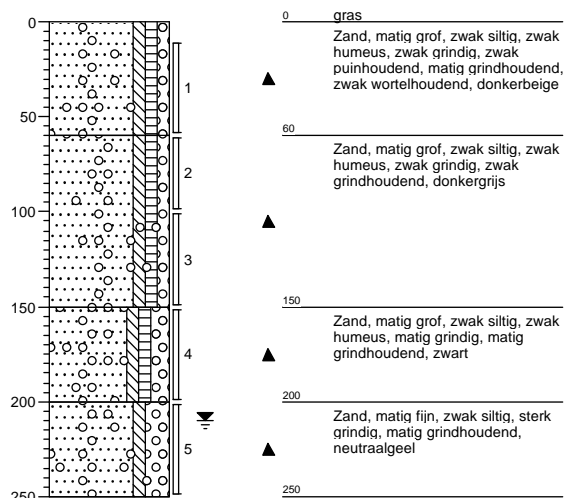 0
50
100
150
200
250
1
2
3
4
5
0
gras
Zand, matig grof, zwak siltig, zwak
humeus, zwak grindig, zwak
puinhoudend, matig grindhoudend,
zwak wortelhoudend, donkerbeige
60
Zand, matig grof, zwak siltig, zwak
humeus, zwak grindig, zwak
grindhoudend, donkergrijs
150
Zand, matig grof, zwak siltig, zwak
humeus, matig grindig, matig
grindhoudend, zwart
200
Zand, matig fijn, zwak siltig, sterk
grindig, matig grindhoudend,
neutraalgeel
250